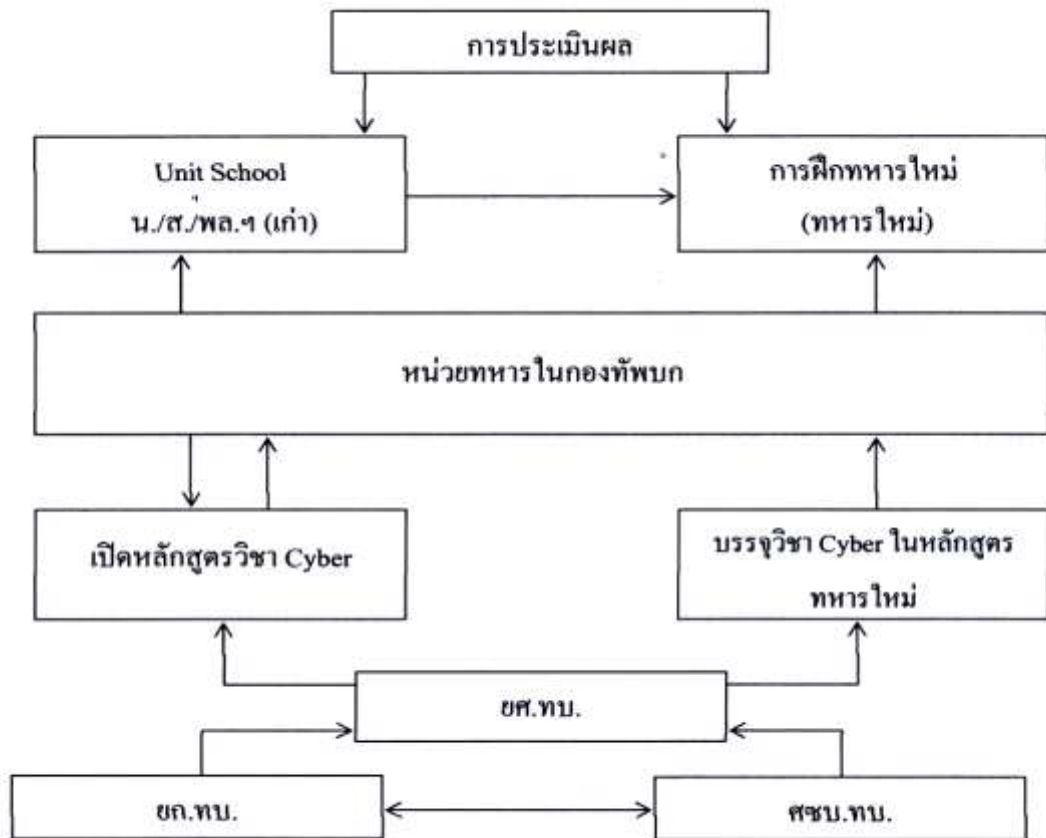 การประเมินผล
Unit School
น./ส./พล.ฯ (เก่า)
การฝึกทหารใหม่
(ทหารใหม่)
หน่วยทหารในกองทัพบก
เปิดหลักสูตรวิชา Cyber
บรรจุวิชา Cyber ในหลักสูตร
ทหารใหม่
ยศ.ทบ.
ยก.ทบ.
ศซบ.ทบ.